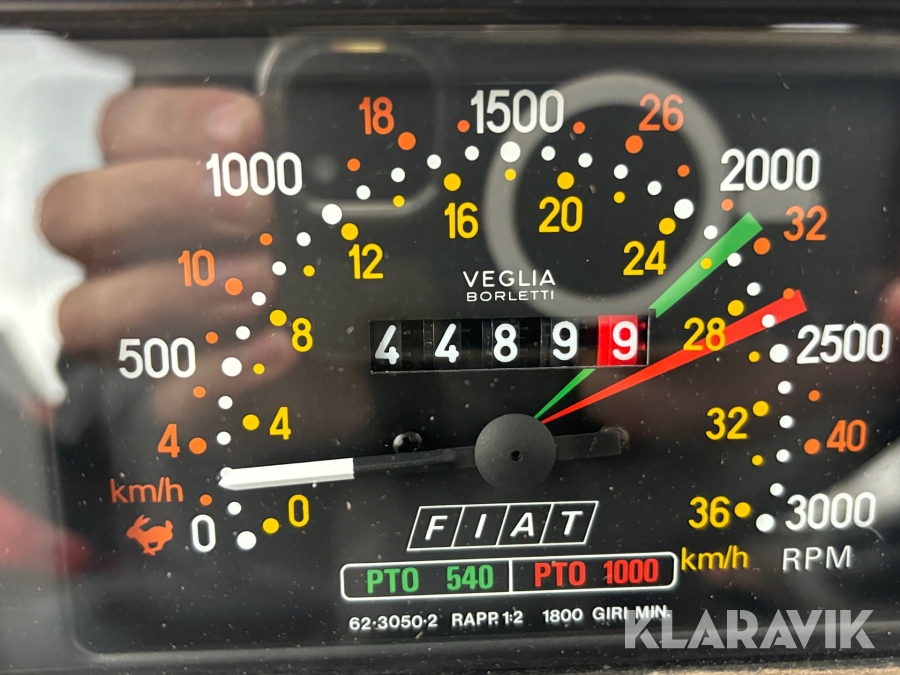 18 1500 26
1000 2000
16 20 32
12 24
10 VEGLIA
BORLETTI
8 28
500 44899 2500
4 4 32 40
km/h
0 0 FIAT 36 3000
km/h RPM
PTO 540 PTO 1000
62·3050·2 RAPP.1·2 1800 GIRI MIN.
KLARAVIK